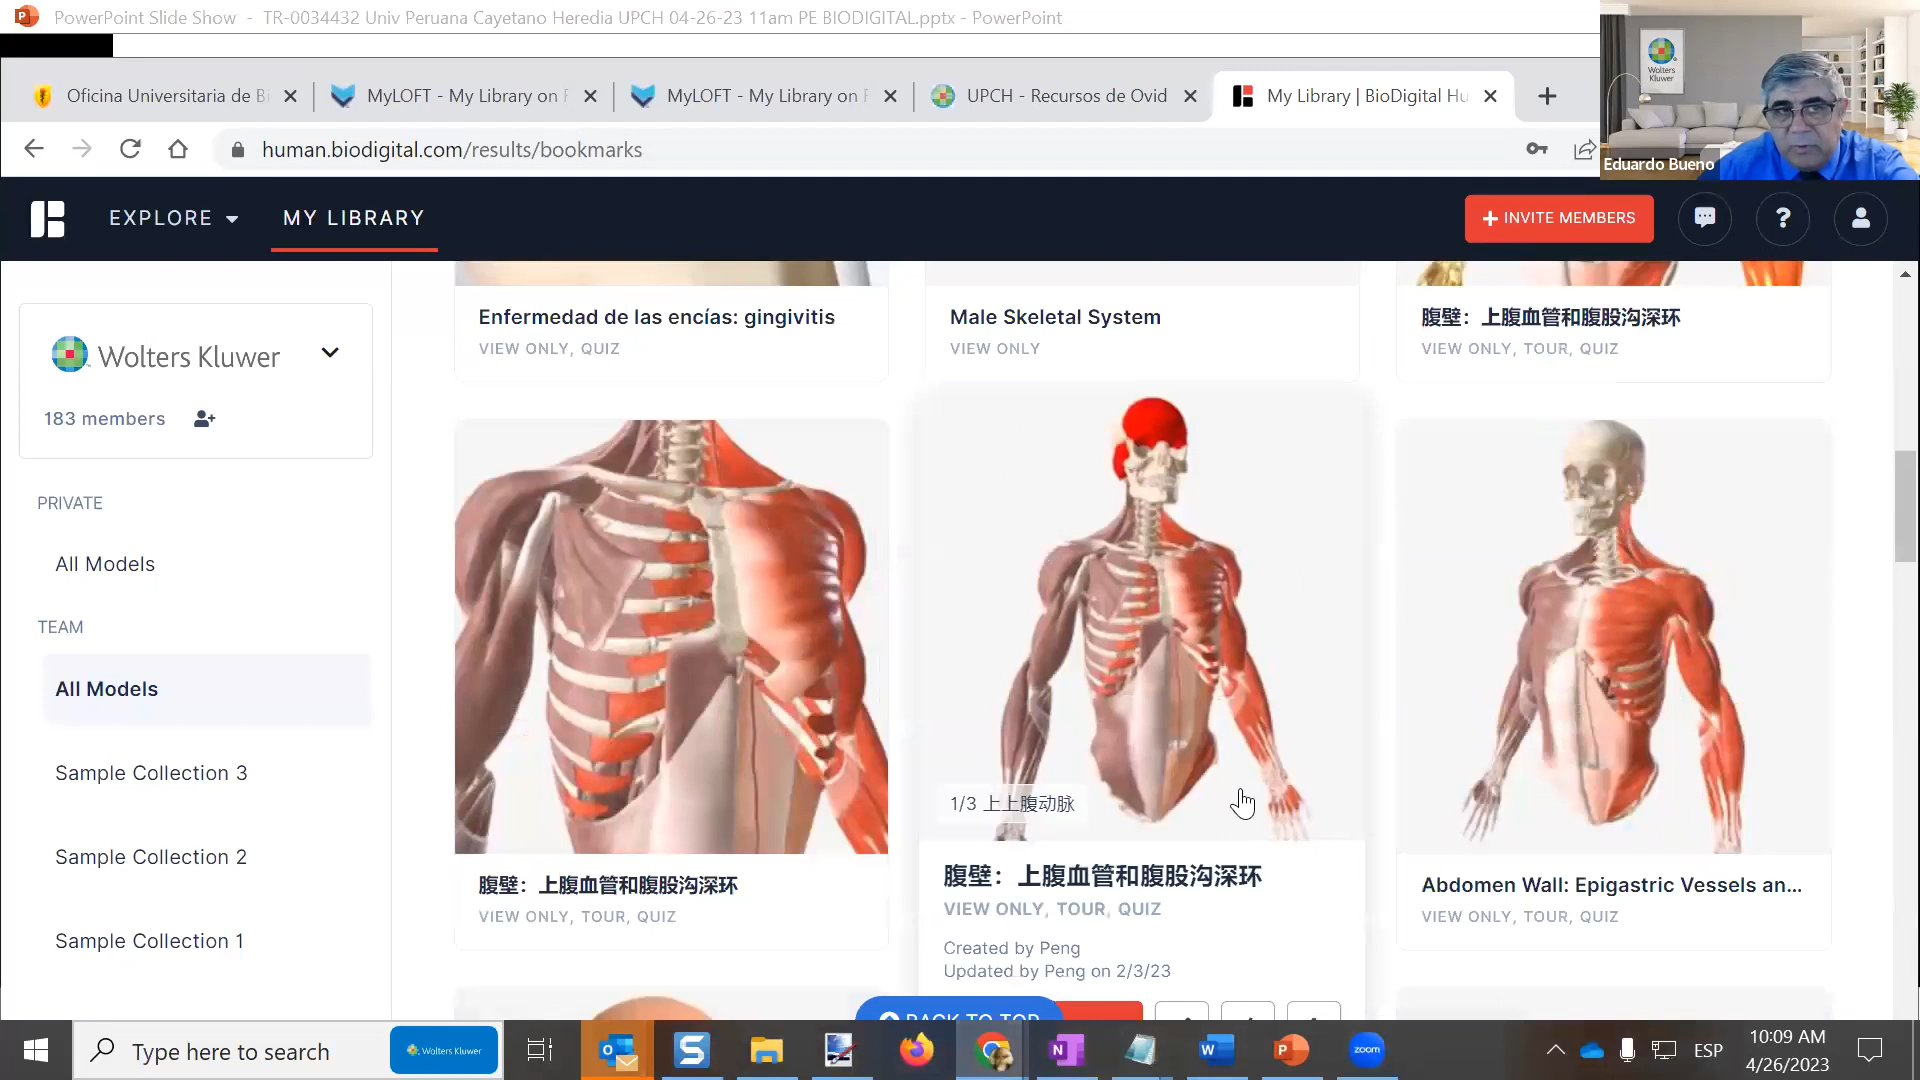 PowerPoint Slide Show - TR-0034432 Univ Peruana Cayetano Heredia UPCH 04-26-23 11am PE BIODIGITAL.pptx - PowerPoint
Wolters Kluwer
Eduardo Bueno
Oficina Universitaria de Bi
MyLOFT - My Library on F
MyLOFT - My Library on F
UPCH - Recursos de Ovid
My Library | BioDigital Hu
human.biodigital.com/results/bookmarks
EXPLORE
MY LIBRARY
INVITE MEMBERS
?
Wolters Kluwer
183 members
PRIVATE
All Models
TEAM
All Models
Sample Collection 3
Sample Collection 2
Sample Collection 1
Enfermedad de las encías: gingivitis
VIEW ONLY, QUIZ
Male Skeletal System
VIEW ONLY
腹壁：上腹血管和腹股沟深环
VIEW ONLY, TOUR, QUIZ
腹壁：上腹血管和腹股沟深环
VIEW ONLY, TOUR, QUIZ
1/3 上上腹动脉
腹壁：上腹血管和腹股沟深环
VIEW ONLY, TOUR, QUIZ
Created by Peng
Updated by Peng on 2/3/23
Abdomen Wall: Epigastric Vessels an...
VIEW ONLY, TOUR, QUIZ
BACK TO TOP
Type here to search
Wolters Kluwer
zoom
ESP
10:09 AM
4/26/2023